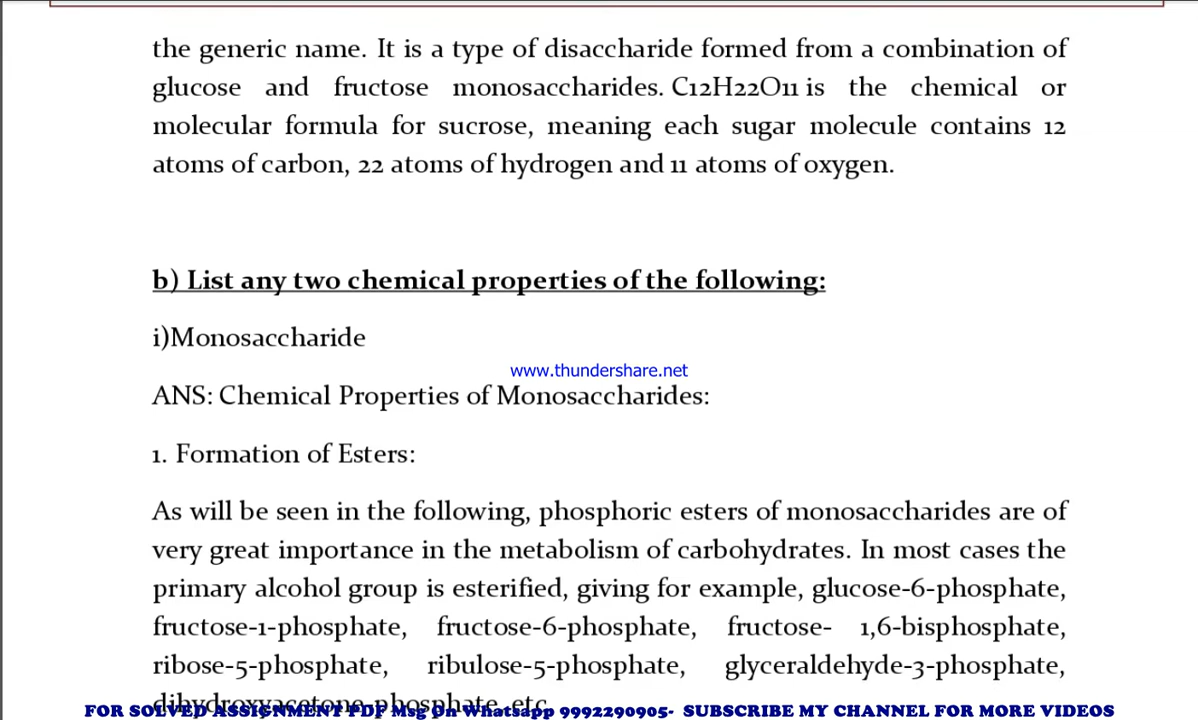 the generic name. It is a type of disaccharide formed from a combination of
glucose and fructose monosaccharides. C12H22O11 is the chemical or
molecular formula for sucrose, meaning each sugar molecule contains 12
atoms of carbon, 22 atoms of hydrogen and 11 atoms of oxygen.
b) List any two chemical properties of the following:
i)Monosaccharide
www.thundershare.net
ANS: Chemical Properties of Monosaccharides:
1. Formation of Esters:
As will be seen in the following, phosphoric esters of monosaccharides are of
very great importance in the metabolism of carbohydrates. In most cases the
primary alcohol group is esterified, giving for example, glucose-6-phosphate,
fructose-1-phosphate, fructose-6-phosphate, fructose- 1,6-bisphosphate,
ribose-5-phosphate, ribulose-5-phosphate, glyceraldehyde-3-phosphate,
dihydroxyacetone-phosphate, etc.
FOR SOLVED ASSIGNMENT PDF Msg On Whatsapp 9992290905- SUBSCRIBE MY CHANNEL FOR MORE VIDEOS